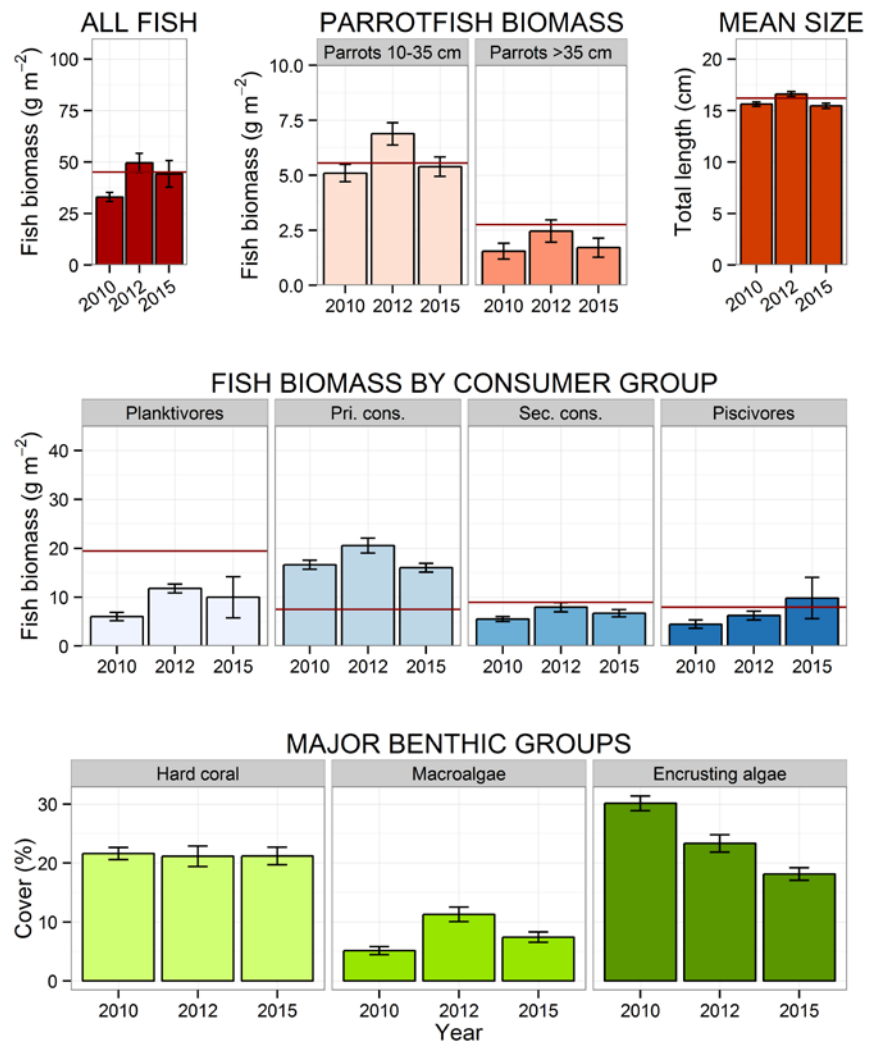 ALL FISH
Fish biomass (g m−2)
100
75
50
25
0
2010
2012
2015
PARROTFISH BIOMASS
Parrots 10-35 cm
Parrots >35 cm
Fish biomass (g m−2)
10.0
7.5
5.0
2.5
0.0
2010 2012 2015
2010 2012 2015
MEAN SIZE
Total length (cm)
20
15
10
5
0
2010
2012
2015
FISH BIOMASS BY CONSUMER GROUP
Planktivores
Pri. cons.
Sec. cons.
Piscivores
Fish biomass (g m−2)
40
30
20
10
0
2010 2012 2015
2010 2012 2015
2010 2012 2015
2010 2012 2015
MAJOR BENTHIC GROUPS
Hard coral
Macroalgae
Encrusting algae
Cover (%)
30
20
10
0
2010 2012 2015
2010 2012 2015
2010 2012 2015
Year